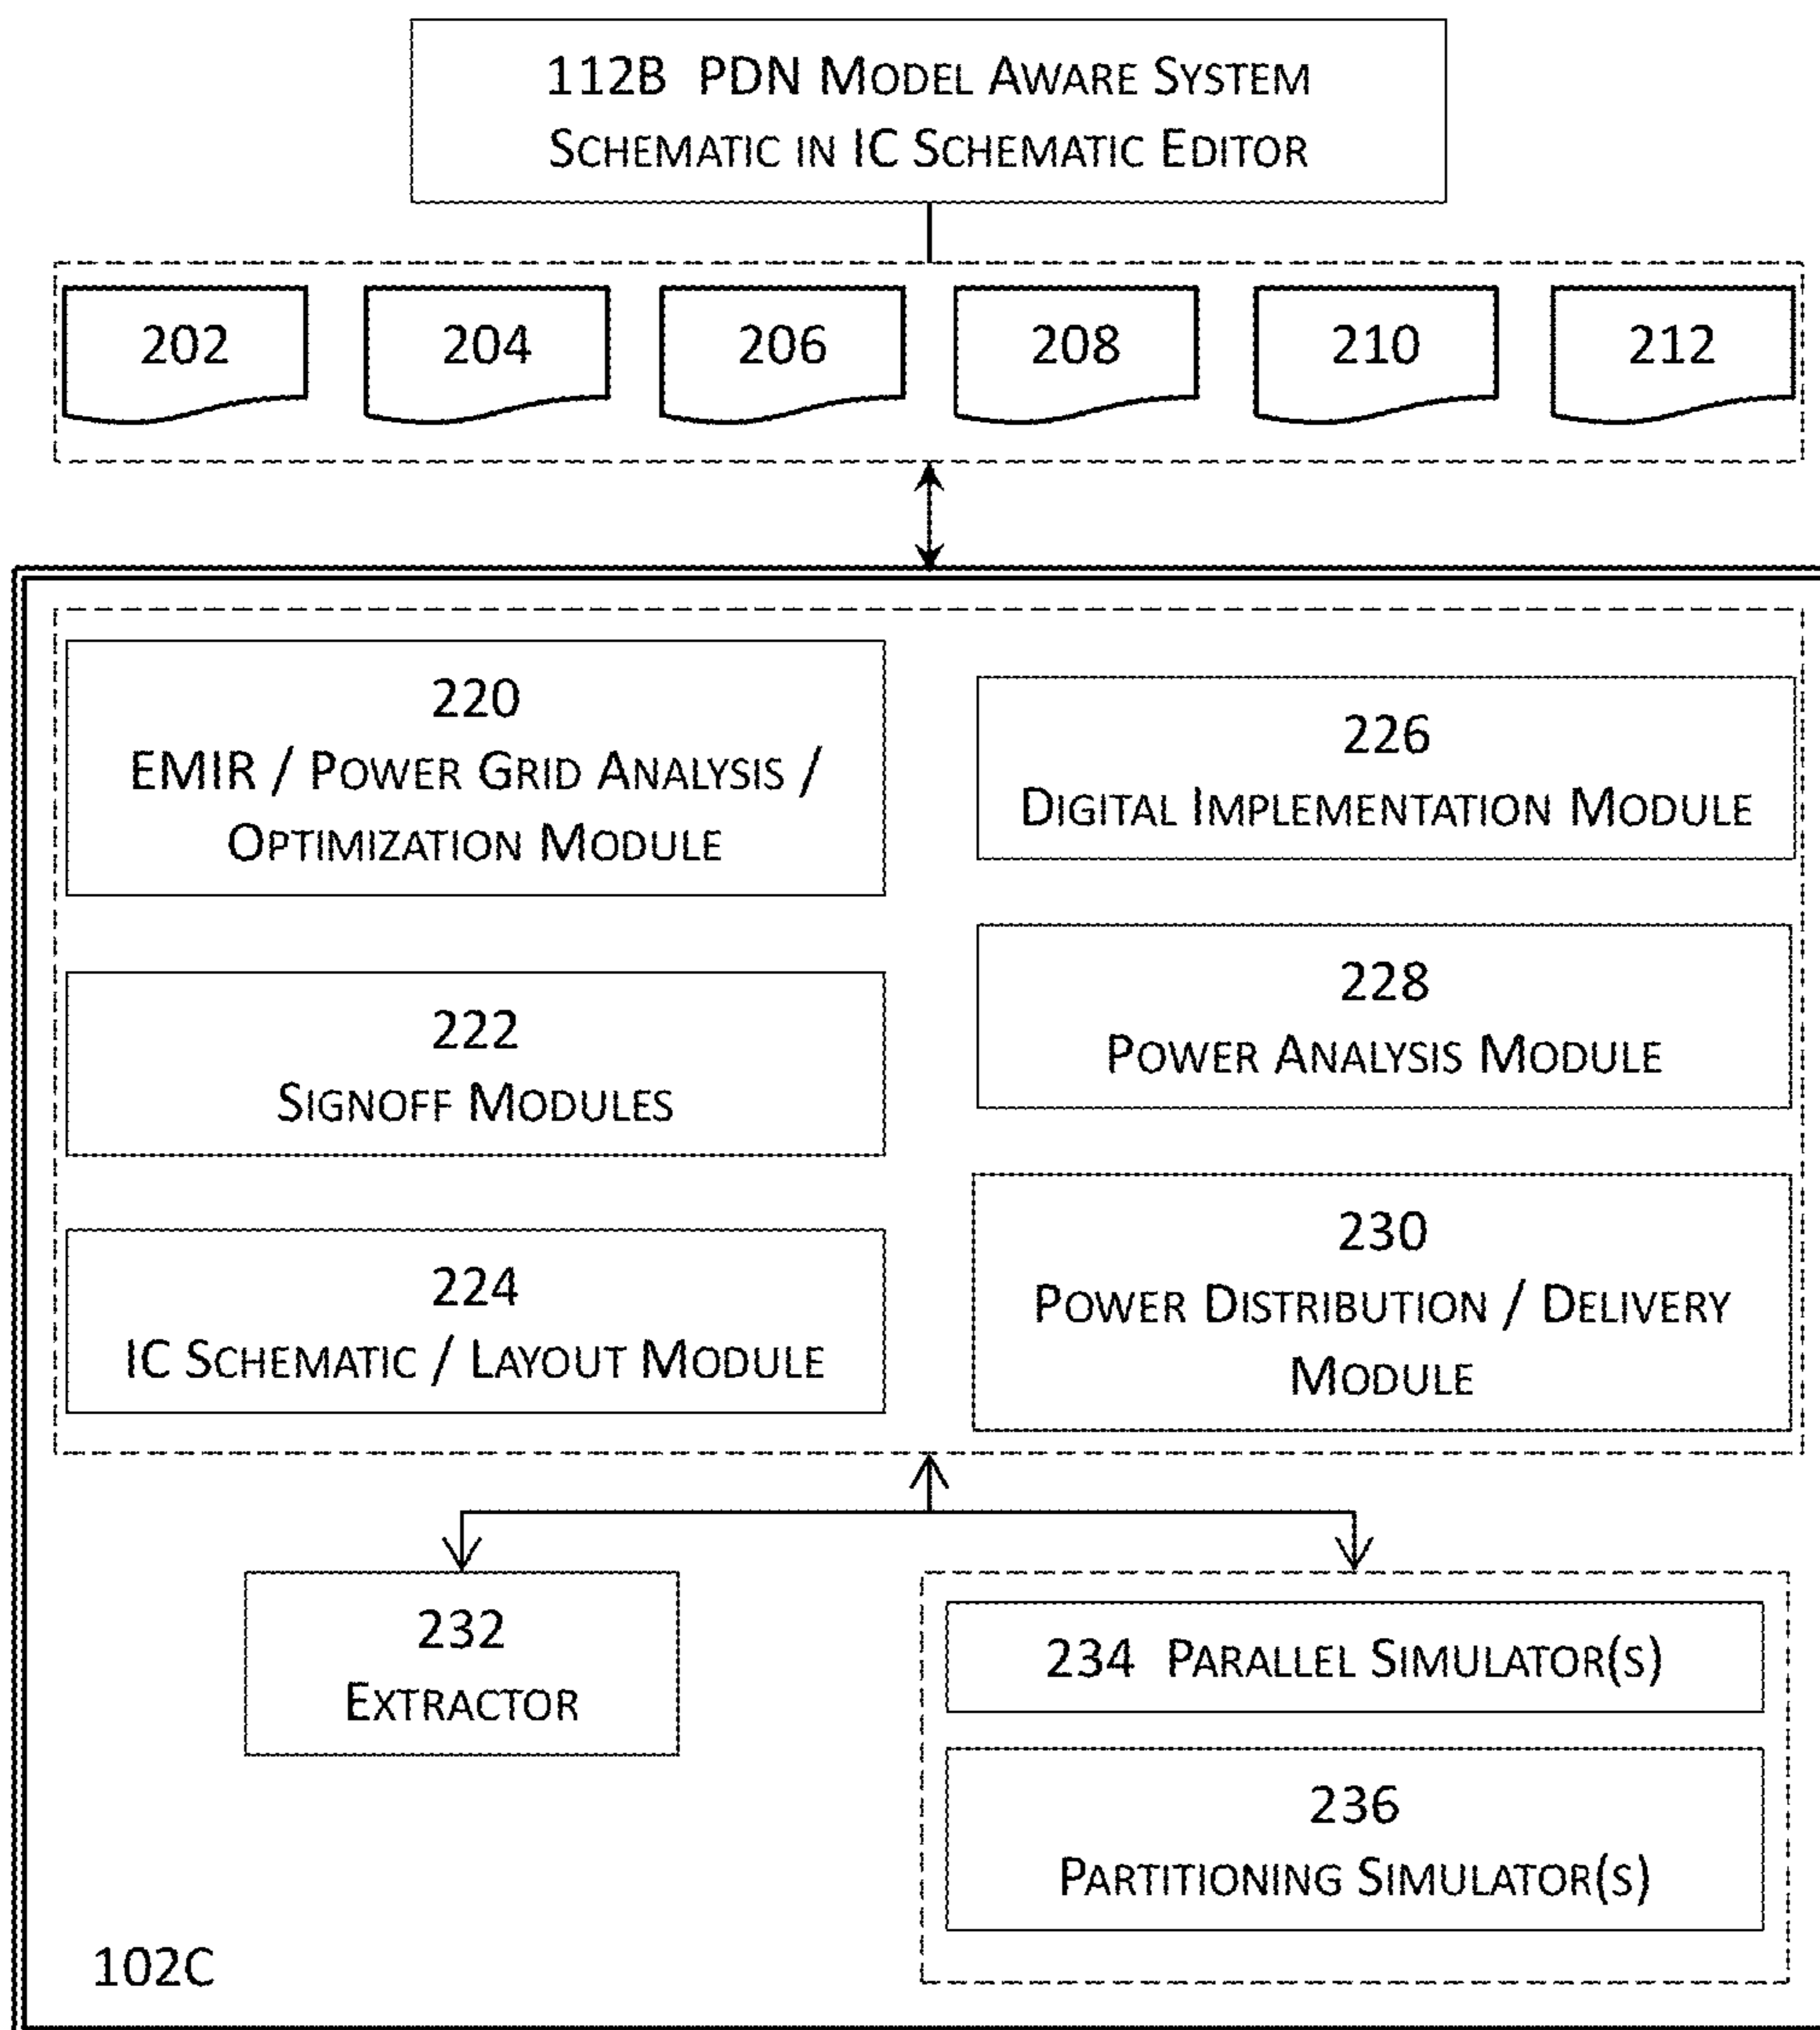 112B PDN Model Aware System
Schematic in IC Schematic Editor
202 204 206 208 210 212
220
EMIR / Power Grid Analysis /
Optimization Module
222
Signoff Modules
224
IC Schematic / Layout Module
226
Digital Implementation Module
228
Power Analysis Module
230
Power Distribution / Delivery
Module
232
Extractor
234 Parallel Simulator(s)
236
Partitioning Simulator(s)
102C